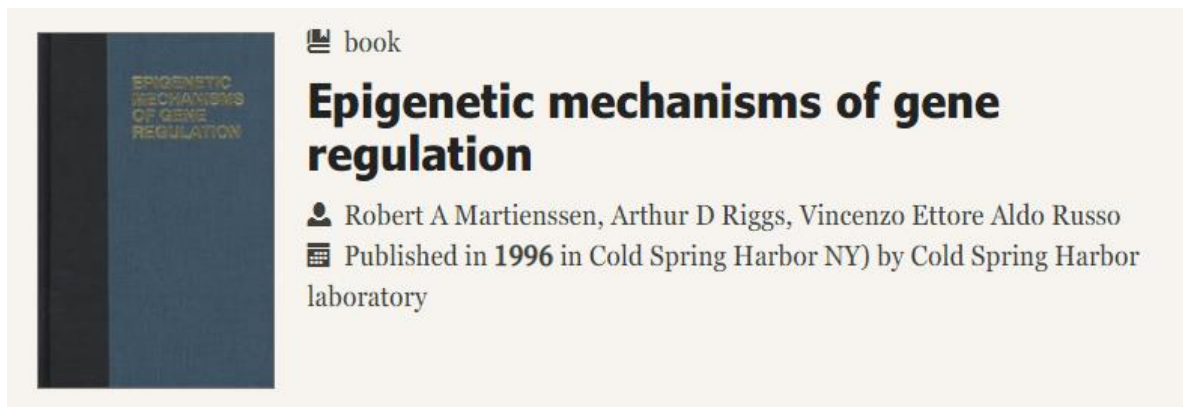 EPIGENETIC
MECHANISMS
OF GENE
REGULATION
book
Epigenetic mechanisms of gene
regulation
Robert A Martienssen, Arthur D Riggs, Vincenzo Ettore Aldo Russo
Published in 1996 in Cold Spring Harbor NY) by Cold Spring Harbor
laboratory